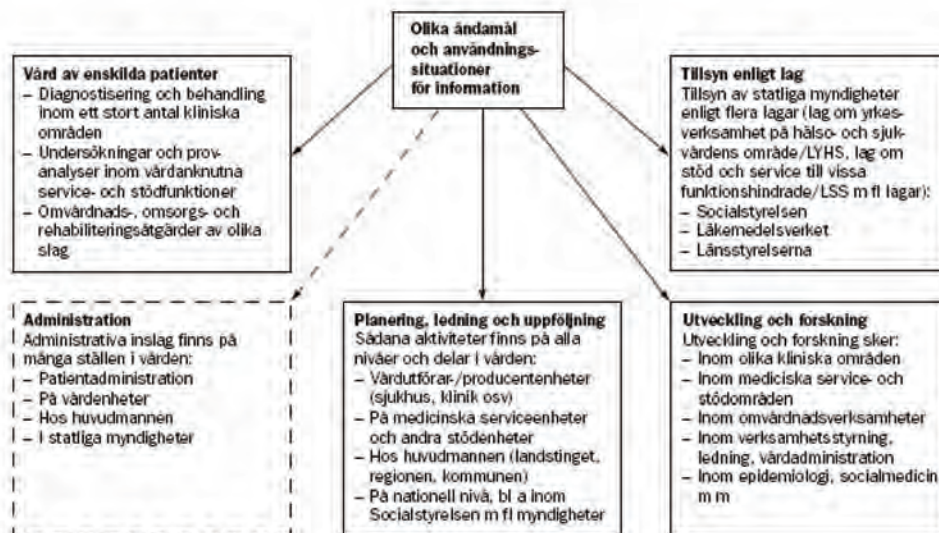 Olika ändamål
och användnings-
situationer
för information
Vård av enskilda patienter
– Diagnostisering och behandling
inom ett stort antal kliniska
områden
– Undersökningar och prov-
analyser inom vårdanknutna
service- och stödfunktioner
– Omvårdnads-, omsorgs- och
rehabiliteringsåtgärder av olika
slag
Tillsyn enligt lag
Tillsyn av statliga myndigheter
enligt flera lagar (lag om yrkes-
verksamhet på hälso- och sjuk-
vårdens område/LYHS, lag om
stöd och service till vissa
funktionshindrade/LSS m fl lagar):
– Socialstyrelsen
– Läkemedelsverket
– Länsstyrelserna
Administration
Administrativa inslag finns på
många ställen i vården:
– Patientadministration
– På vårdenheter
– Hos huvudmannen
– I statliga myndigheter
Planering, ledning och uppföljning
Sådana aktiviteter finns på alla
nivåer och delar i vården:
– Vårdutförar-/producentenheter
(sjukhus, klinik osv)
– På medicinska serviceenheter
och andra stödenheter
– Hos huvudmannen (landstinget,
regionen, kommunen)
– På nationell nivå, bl a inom
Socialstyrelsen m fl myndigheter
Utveckling och forskning
Utveckling och forskning sker:
– Inom olika kliniska områden
– Inom mediciska service- och
stödområden
– Inom omvårdnadsverksamheter
– Inom verksamhetsstyrning,
ledning, vårdadministration
– Inom epidemiologi, socialmedicin
m m